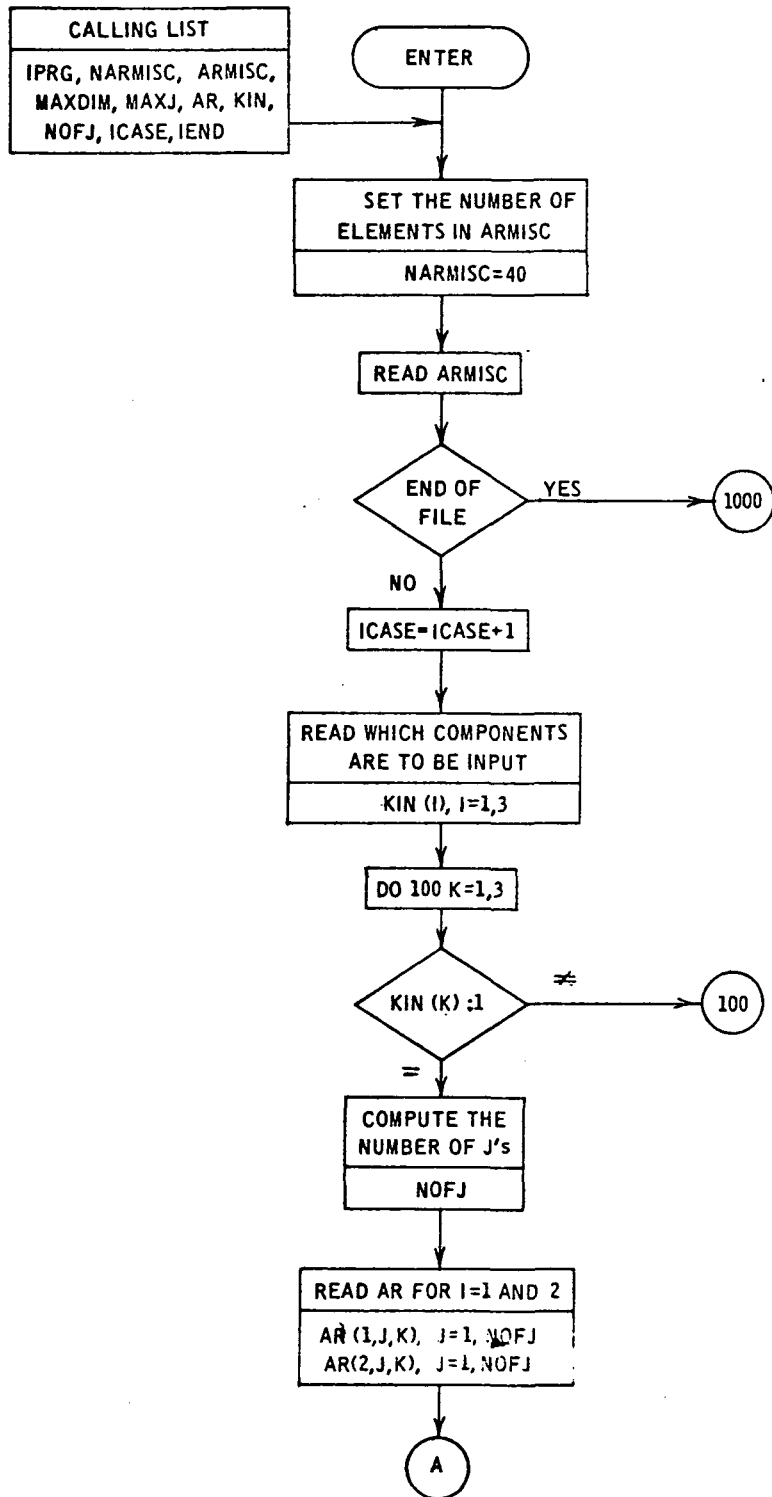 CALLING LIST
IPRG, NARMISC, ARMISC,
MAXDIM, MAXJ, AR, KIN,
NOFJ, ICASE, IEND
ENTER
SET THE NUMBER OF
ELEMENTS IN ARMISC
NARMISC=40
READ ARMISC
END OF
FILE
YES
1000
NO
ICASE=ICASE+1
READ WHICH COMPONENTS
ARE TO BE INPUT
KIN (I), I=1,3
DO 100 K=1,3
KIN (K) :1
≠
100
=
COMPUTE THE
NUMBER OF J's
NOFJ
READ AR FOR I=1 AND 2
AR (1,J,K), J=1, NOFJ
AR(2,J,K), J=1, NOFJ
A